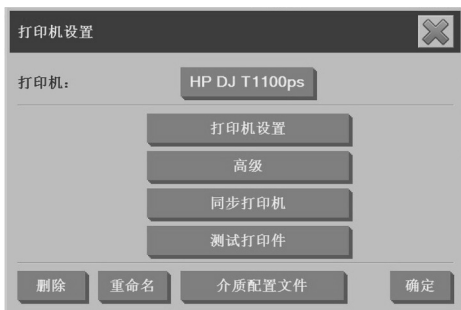 打印机设置
打印机： HP DJ T1100ps
打印机设置
高级
同步打印机
测试打印件
删除 重命名 介质配置文件 确定